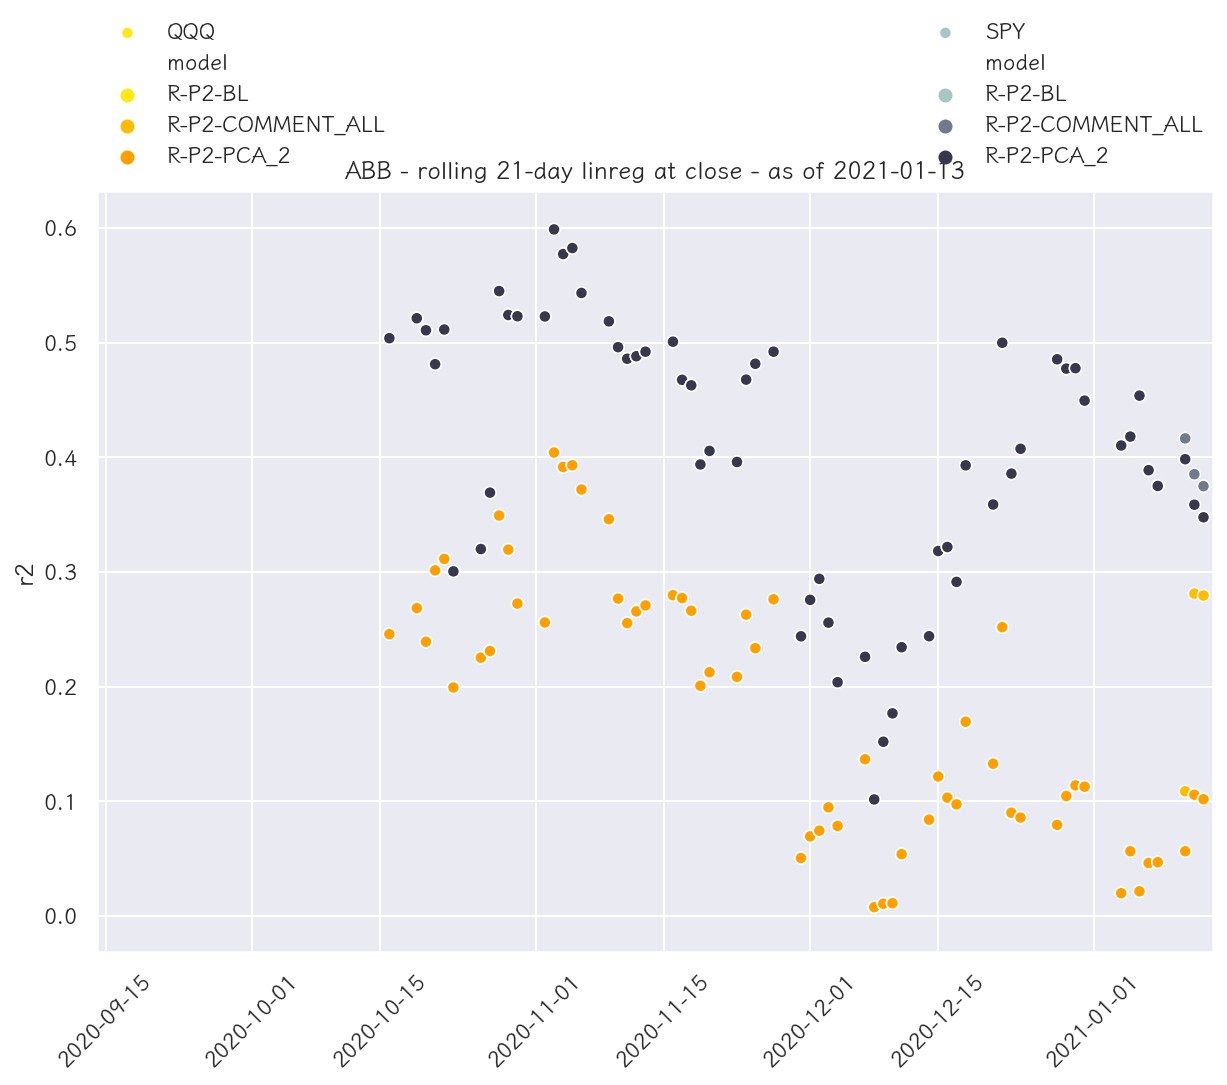 QQQ
model
R-P2-BL
R-P2-COMMENT_ALL
R-P2-PCA_2
SPY
model
R-P2-BL
R-P2-COMMENT_ALL
R-P2-PCA_2
ABB - rolling 21-day linreg at close - as of 2021-01-13
r2
0.6
0.5
0.4
0.3
0.2
0.1
0.0
2020-09-15
2020-10-01
2020-10-15
2020-11-01
2020-11-15
2020-12-01
2020-12-15
2021-01-01